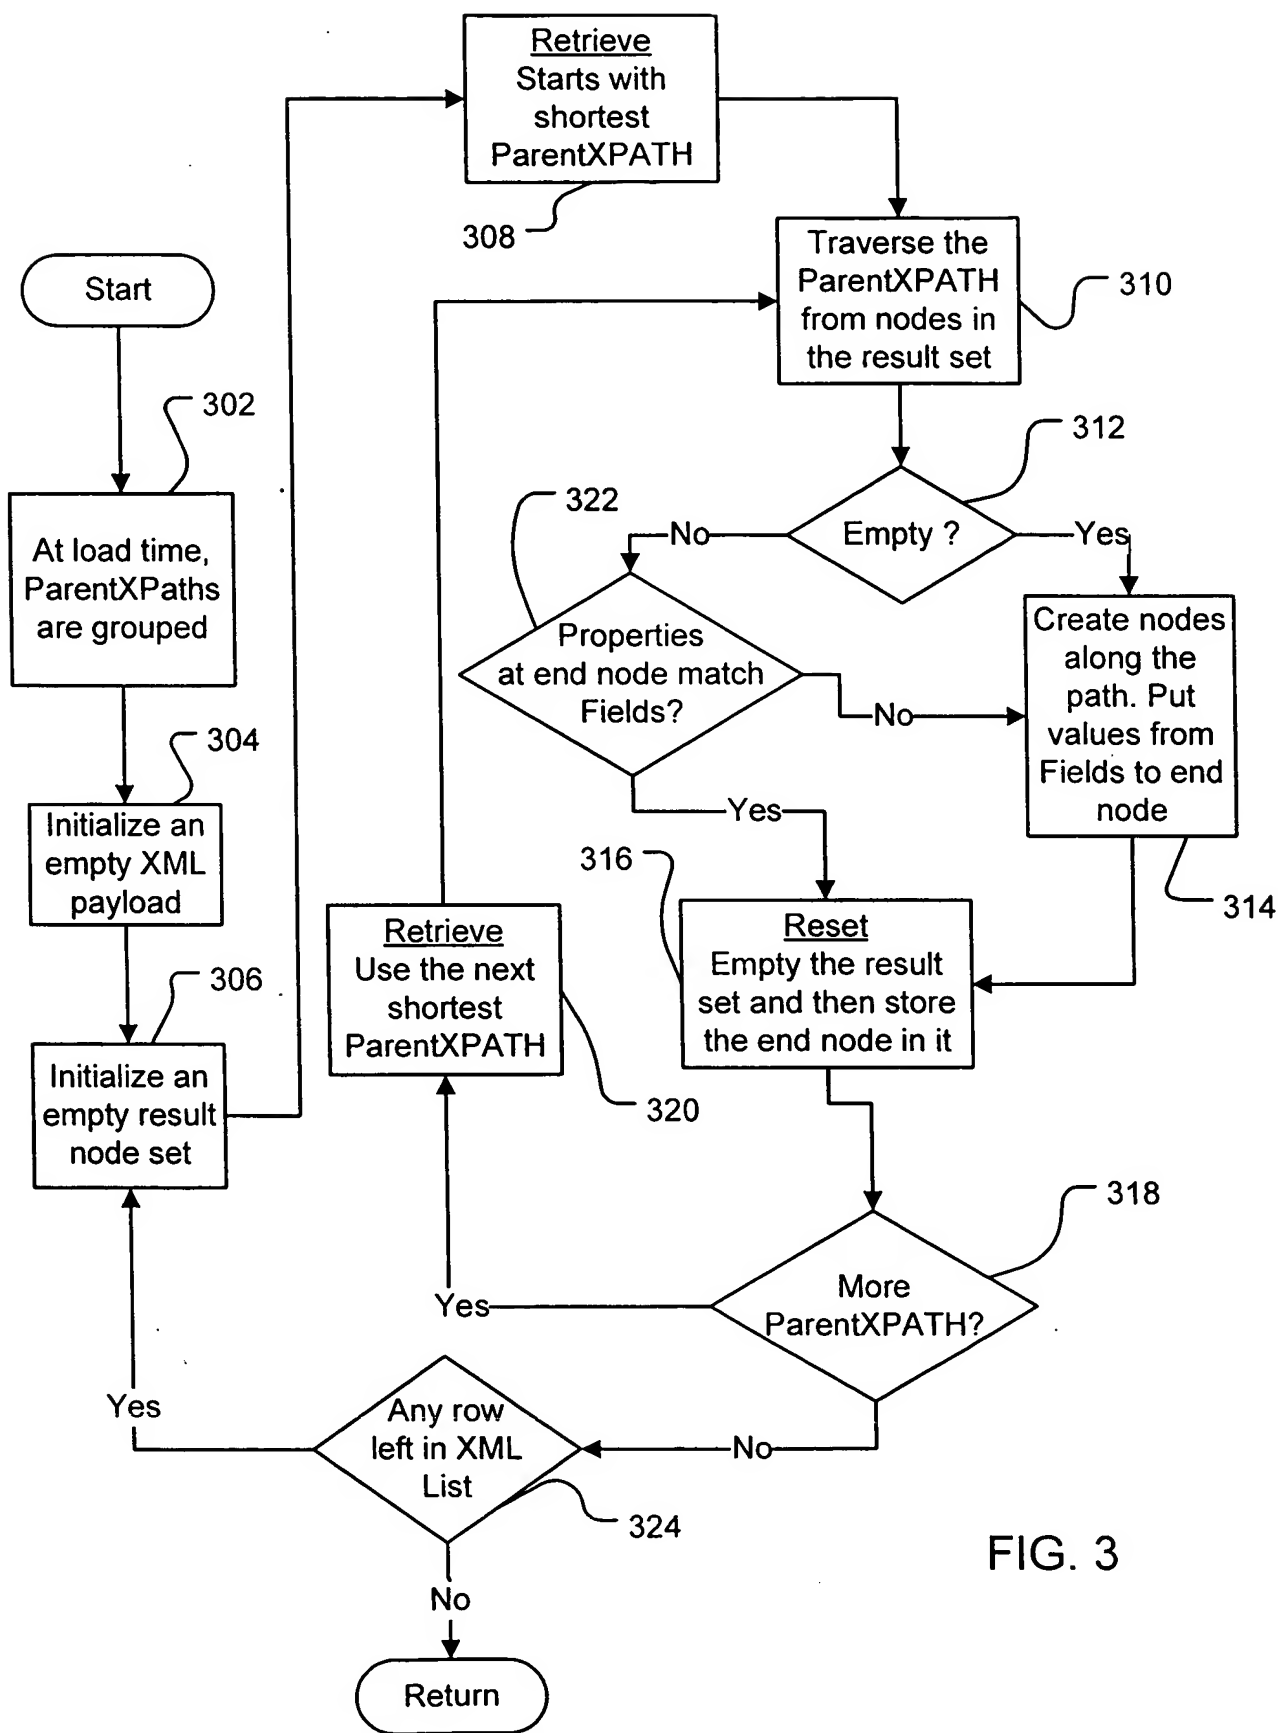 Start
302
At load time,
ParentXPaths
are grouped
304
Initialize an
empty XML
payload
306
Initialize an
empty result
node set
Retrieve
Starts with
shortest
ParentXPATH
308
Traverse the
ParentXPATH
from nodes in
the result set
310
312
Empty ?
No
Yes
322
Properties
at end node match
Fields?
No
Yes
Create nodes
along the
path. Put
values from
Fields to end
node
314
316
Reset
Empty the result
set and then store
the end node in it
Retrieve
Use the next
shortest
ParentXPATH
320
318
More
ParentXPATH?
Yes
No
Any row
left in XML
List
324
Yes
No
Return
FIG. 3